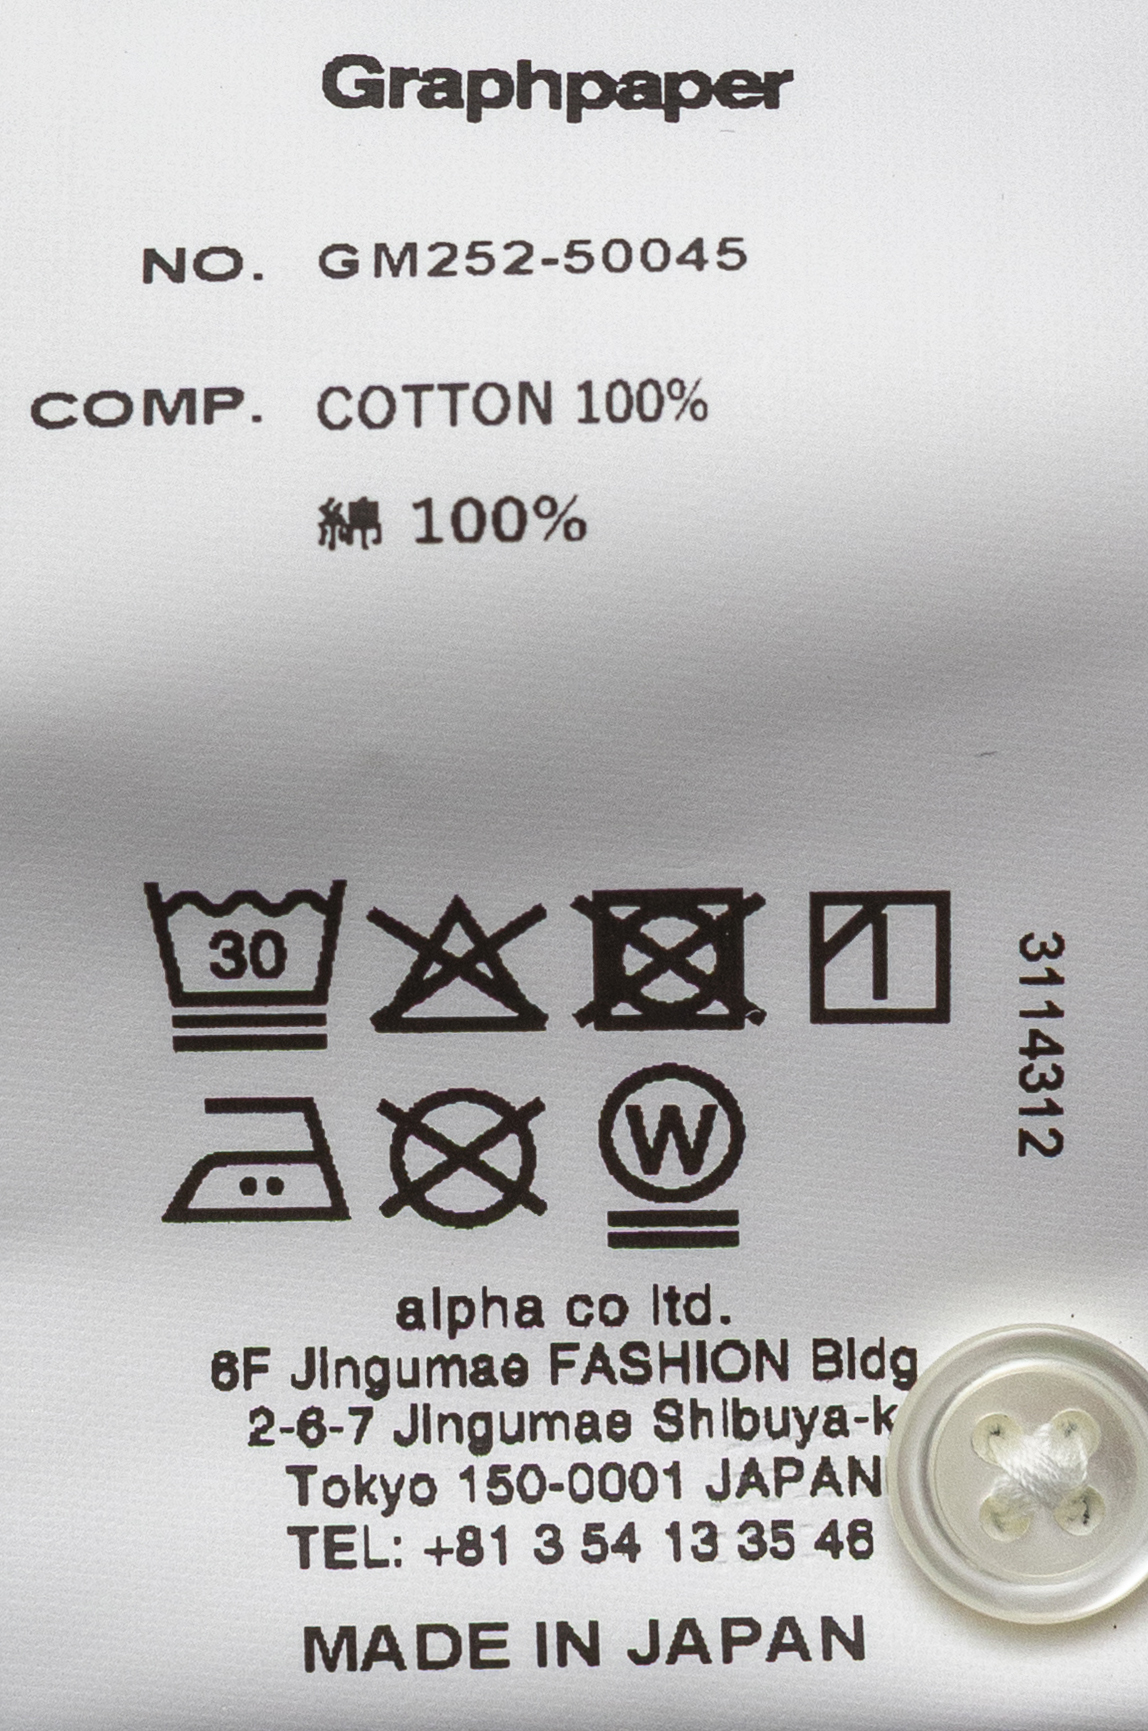 Graphpaper
NO. GM252-50045
COMP. COTTON 100%
綿 100%
30
W
3114312
alpha co ltd.
6F Jingumae FASHION Bldg
2-6-7 Jingumae Shibuya-k
Tokyo 150-0001 JAPAN
TEL: +81 3 54 13 35 46
MADE IN JAPAN